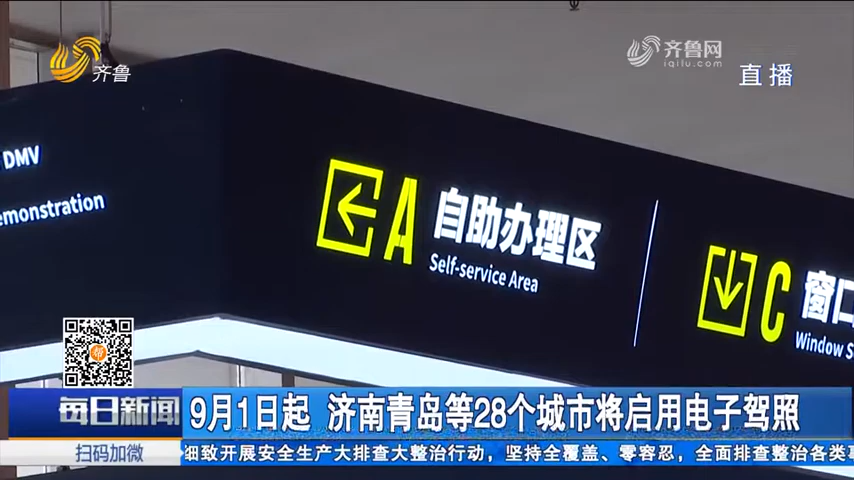 齐鲁
齐鲁网
iqilu.com
直播
DMV
emonstration
A 自助办理区
Self-service Area
C 窗口
Window S
每日新闻
9月1日起 济南青岛等28个城市将启用电子驾照
扫码加微
细致开展安全生产大排查大整治行动，坚持全覆盖、零容忍，全面排查整治各类